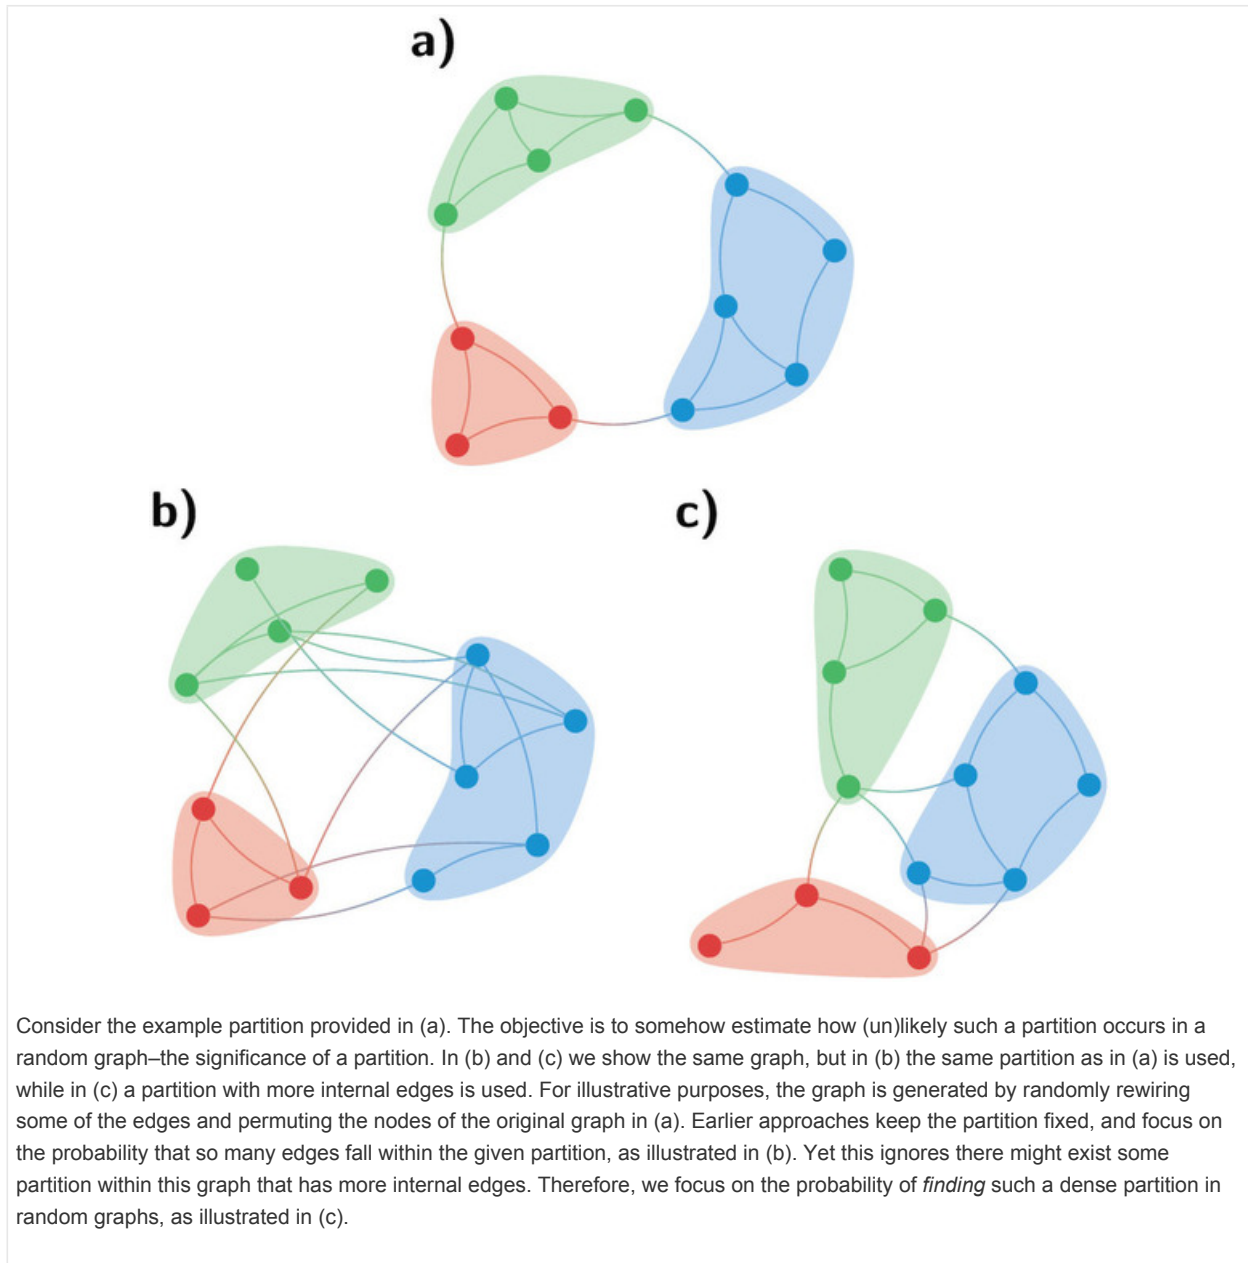 a)
b)
c)
Consider the example partition provided in (a). The objective is to somehow estimate how (un)likely such a partition occurs in a
random graph–the significance of a partition. In (b) and (c) we show the same graph, but in (b) the same partition as in (a) is used,
while in (c) a partition with more internal edges is used. For illustrative purposes, the graph is generated by randomly rewiring
some of the edges and permuting the nodes of the original graph in (a). Earlier approaches keep the partition fixed, and focus on
the probability that so many edges fall within the given partition, as illustrated in (b). Yet this ignores there might exist some
partition within this graph that has more internal edges. Therefore, we focus on the probability of finding such a dense partition in
random graphs, as illustrated in (c).